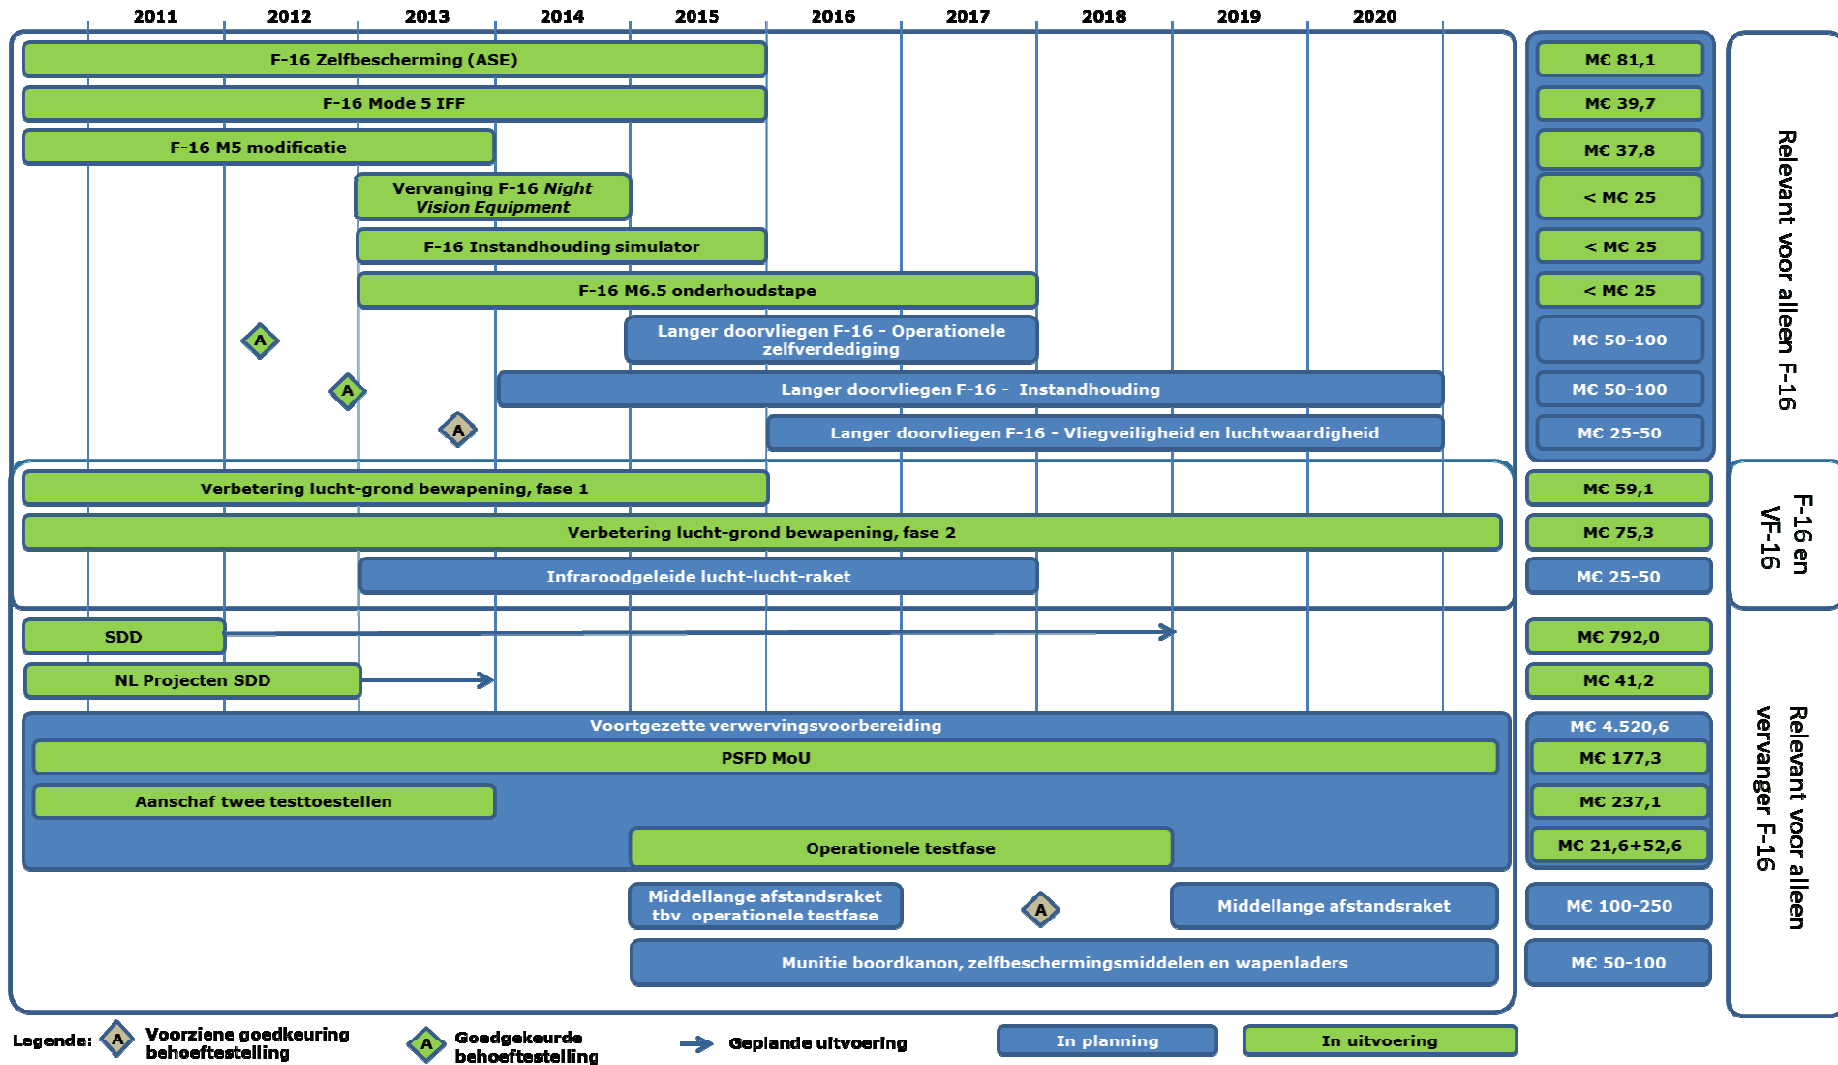 2011 2012 2013 2014 2015 2016 2017 2018 2019 2020
F-16 Zelfbescherming (ASE)
M€ 81,1
F-16 Mode 5 IFF
M€ 39,7
F-16 M5 modificatie
M€ 37,8
Vervanging F-16 Night
Vision Equipment
< M€ 25
F-16 Instandhouding simulator
< M€ 25
F-16 M6.5 onderhoudstape
< M€ 25
A
Langer doorvliegen F-16 - Operationele
zelfverdediging
M€ 50-100
A
Langer doorvliegen F-16 - Instandhouding
M€ 50-100
A
Langer doorvliegen F-16 - Vliegveiligheid en luchtwaardigheid
M€ 25-50
Relevant voor alleen F-16
Verbetering lucht-grond bewapening, fase 1
M€ 59,1
Verbetering lucht-grond bewapening, fase 2
M€ 75,3
Infraroodgeleide lucht-lucht-raket
M€ 25-50
F-16 en
VF-16
SDD
M€ 792,0
NL Projecten SDD
M€ 41,2
Voortgezette verwervingsvoorbereiding
M€ 4.520,6
PSFD MoU
M€ 177,3
Aanschaf twee testtoestellen
M€ 237,1
Operationele testfase
M€ 21,6+52,6
Middellange afstandsraket
tbv operationele testfase
A
Middellange afstandsraket
M€ 100-250
Munitie boordkanon, zelfbeschermingsmiddelen en wapenladers
M€ 50-100
Relevant voor alleen
vervanger F-16
Legenda:
A
Voorziene goedkeuring
behoeftestelling
A
Goedgekeurde
behoeftestelling
Geplande uitvoering
In planning
In uitvoering